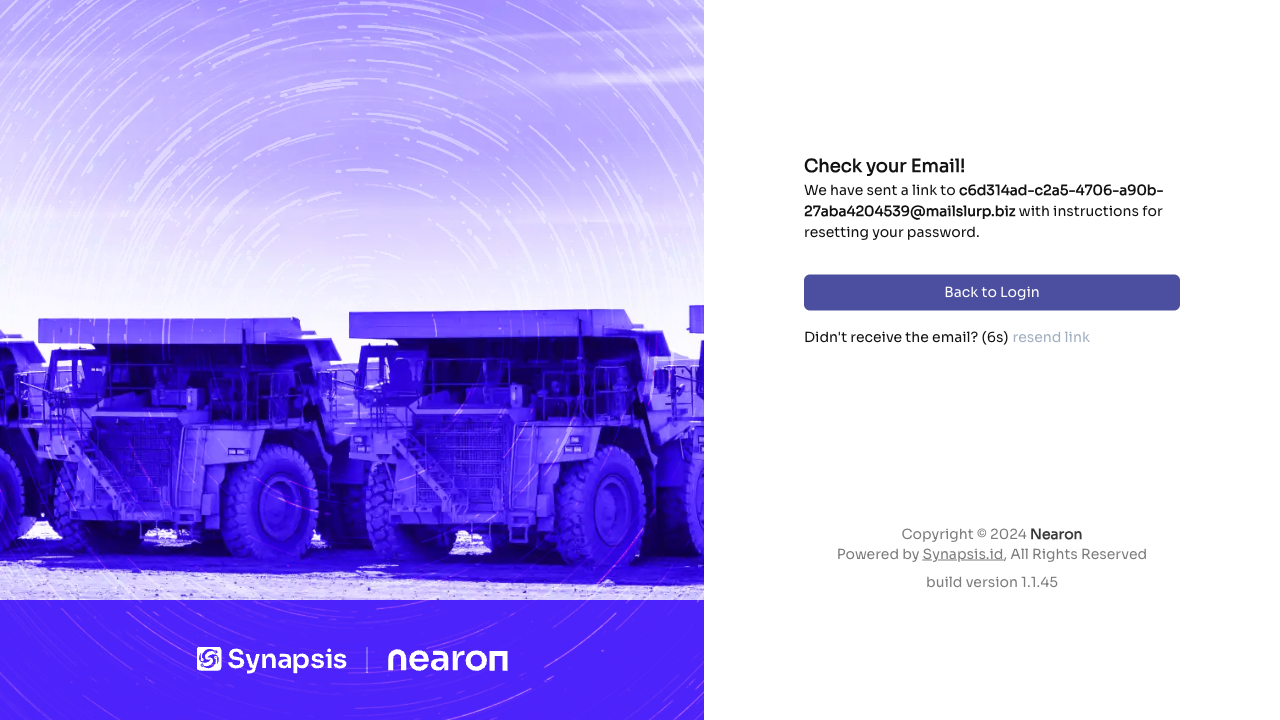 Check your Email!
We have sent a link to c6d314ad-c2a5-4706-a90b-
27aba4204539@mailslurp.biz with instructions for
resetting your password.
Back to Login
Didn't receive the email? (6s) resend link
Copyright © 2024 Nearon
Powered by Synapsis.id, All Rights Reserved
build version 1.1.45
Synapsis | nearon